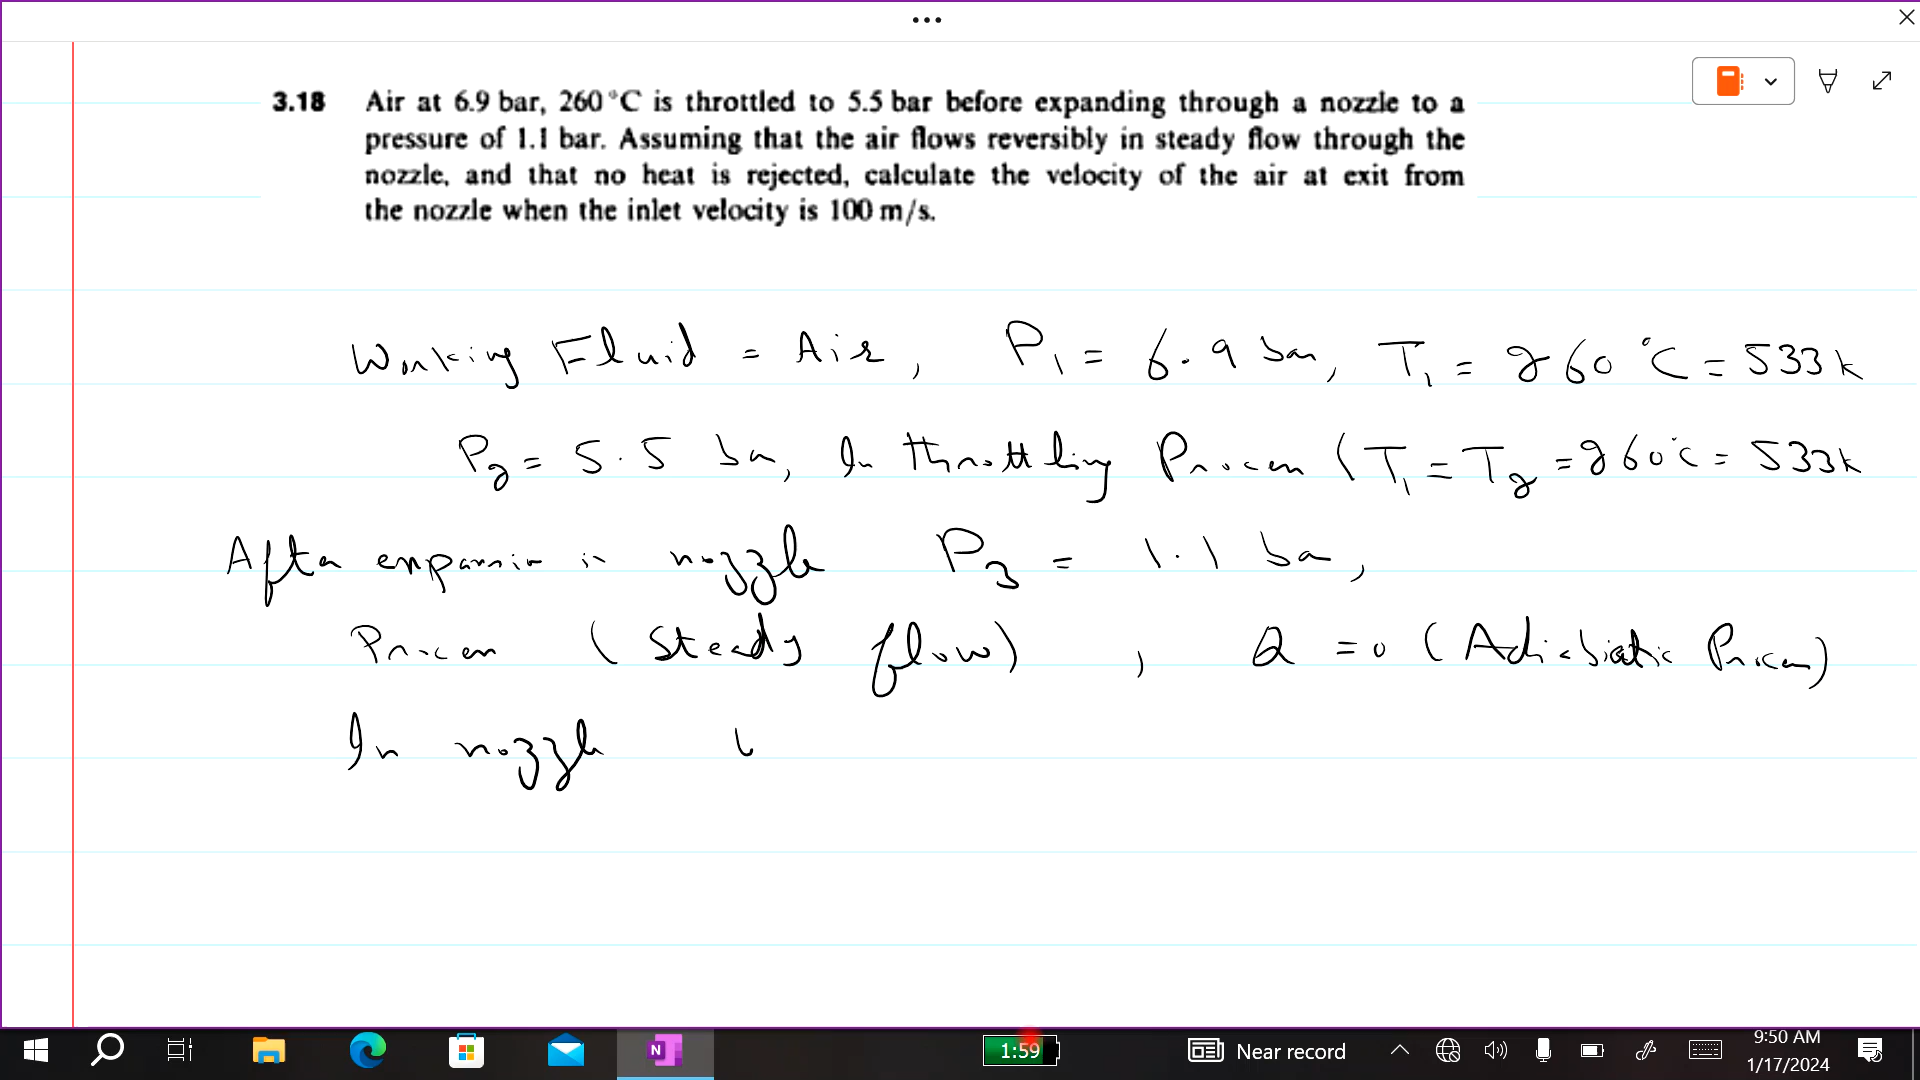 3.18 Air at 6.9 bar, 260 °C is throttled to 5.5 bar before expanding through a nozzle to a
pressure of 1.1 bar. Assuming that the air flows reversibly in steady flow through the
nozzle, and that no heat is rejected, calculate the velocity of the air at exit from
the nozzle when the inlet velocity is 100 m/s.
Working Fluid = Air, P1 = 6.9 bar, T1 = 260 °C = 533 k
P2 = 5.5 bar, In throttling Process (T1 = T2 = 260°C = 533k
After expansion in nozzle P3 = 1.1 bar,
Process (Steady flow), Q = 0 (Adiabiatic Process)
In nozzle
1:59
Near record
9:50 AM
1/17/2024